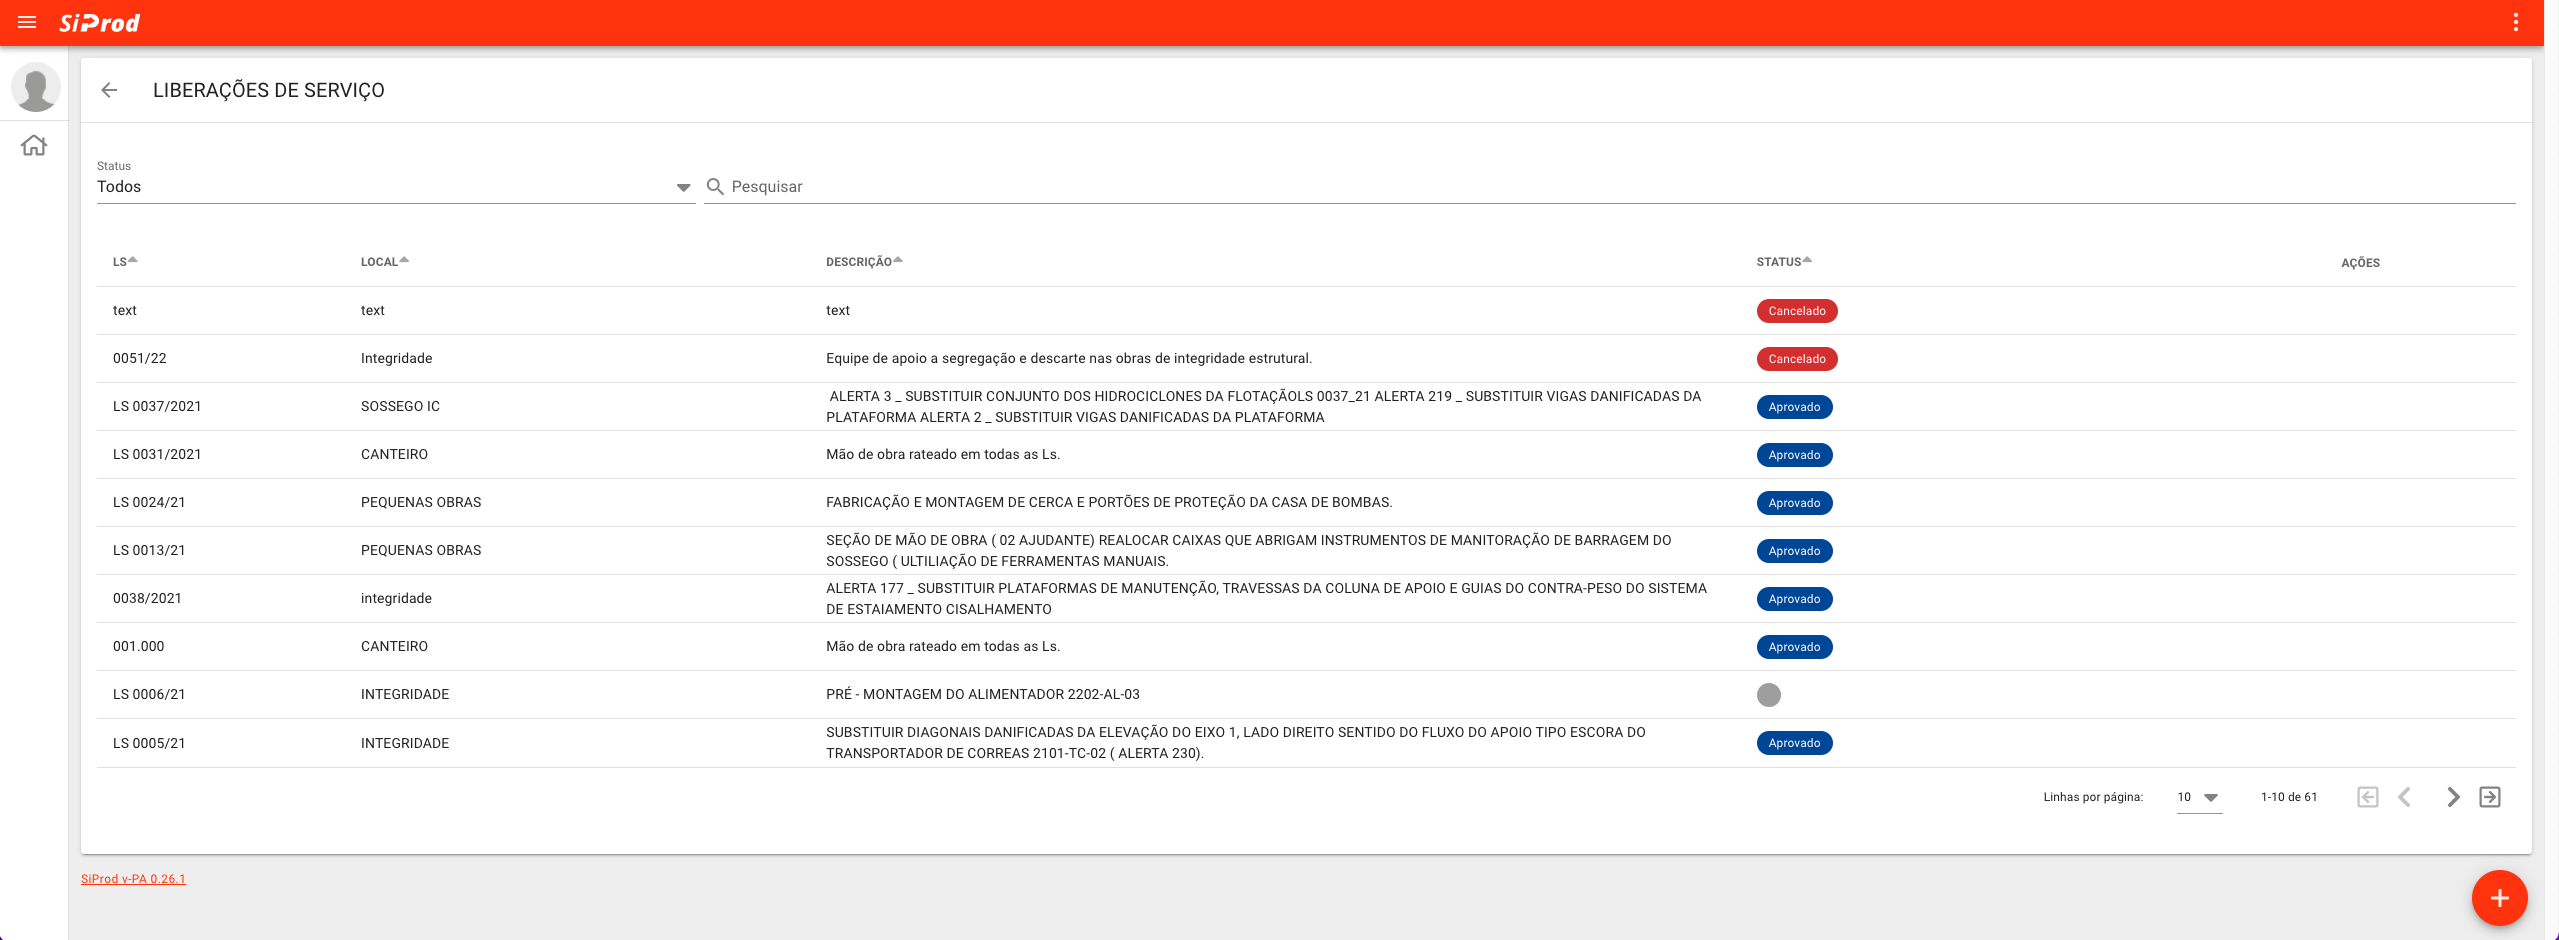 SiProd
LIBERAÇÕES DE SERVIÇO
Status
Todos
Pesquisar
LS LOCAL DESCRIÇÃO STATUS AÇÕES
text text text Cancelado
0051/22 Integridade Equipe de apoio a segregação e descarte nas obras de integridade estrutural. Cancelado
LS 0037/2021 SOSSEGO IC ALERTA 3 _ SUBSTITUIR CONJUNTO DOS HIDROCICLONES DA FLOTAÇÃOLS 0037_21 ALERTA 219 _ SUBSTITUIR VIGAS DANIFICADAS DA
PLATAFORMA ALERTA 2 _ SUBSTITUIR VIGAS DANIFICADAS DA PLATAFORMA Aprovado
LS 0031/2021 CANTEIRO Mão de obra rateado em todas as Ls. Aprovado
LS 0024/21 PEQUENAS OBRAS FABRICAÇÃO E MONTAGEM DE CERCA E PORTÕES DE PROTEÇÃO DA CASA DE BOMBAS. Aprovado
LS 0013/21 PEQUENAS OBRAS SEÇÃO DE MÃO DE OBRA ( 02 AJUDANTE) REALOCAR CAIXAS QUE ABRIGAM INSTRUMENTOS DE MANITORAÇÃO DE BARRAGEM DO
SOSSEGO ( ULTILIAÇÃO DE FERRAMENTAS MANUAIS. Aprovado
0038/2021 integridade ALERTA 177 _ SUBSTITUIR PLATAFORMAS DE MANUTENÇÃO, TRAVESSAS DA COLUNA DE APOIO E GUIAS DO CONTRA-PESO DO SISTEMA
DE ESTAIAMENTO CISALHAMENTO Aprovado
001.000 CANTEIRO Mão de obra rateado em todas as Ls. Aprovado
LS 0006/21 INTEGRIDADE PRÉ - MONTAGEM DO ALIMENTADOR 2202-AL-03
LS 0005/21 INTEGRIDADE SUBSTITUIR DIAGONAIS DANIFICADAS DA ELEVAÇÃO DO EIXO 1, LADO DIREITO SENTIDO DO FLUXO DO APOIO TIPO ESCORA DO
TRANSPORTADOR DE CORREAS 2101-TC-02 ( ALERTA 230). Aprovado
Linhas por página: 10 1-10 de 61
SiProd v-PA 0.26.1